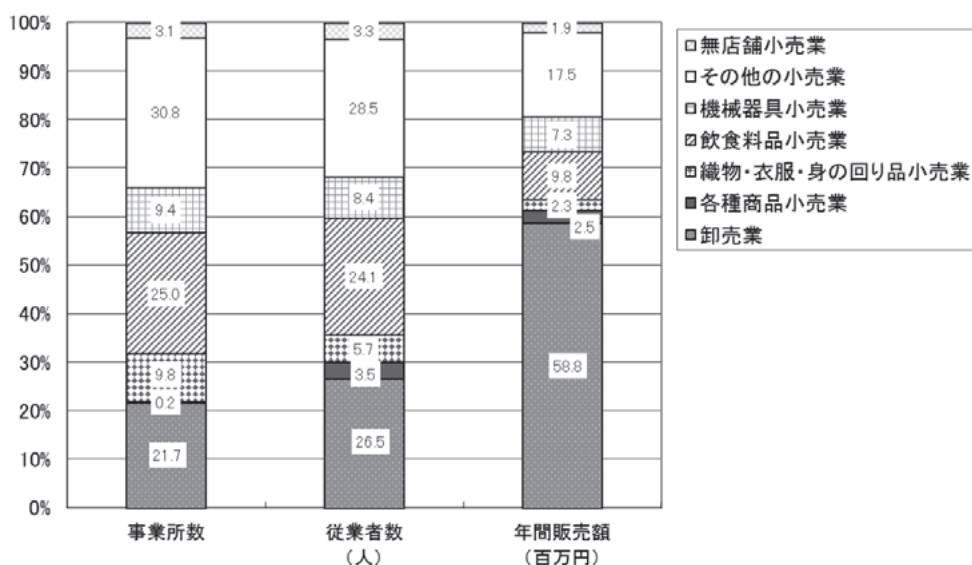 100%
90%
80%
70%
60%
50%
40%
30%
20%
10%
0%
3.1
30.8
9.4
25.0
9.8
0.2
21.7
3.3
28.5
8.4
24.1
5.7
3.5
26.5
1.9
17.5
7.3
9.8
2.3
2.5
58.8
事業所数
従業者数
(人)
年間販売額
(百万円)
無店舗小売業
その他の小売業
機械器具小売業
飲食料品小売業
織物・衣服・身の回り品小売業
各種商品小売業
卸売業